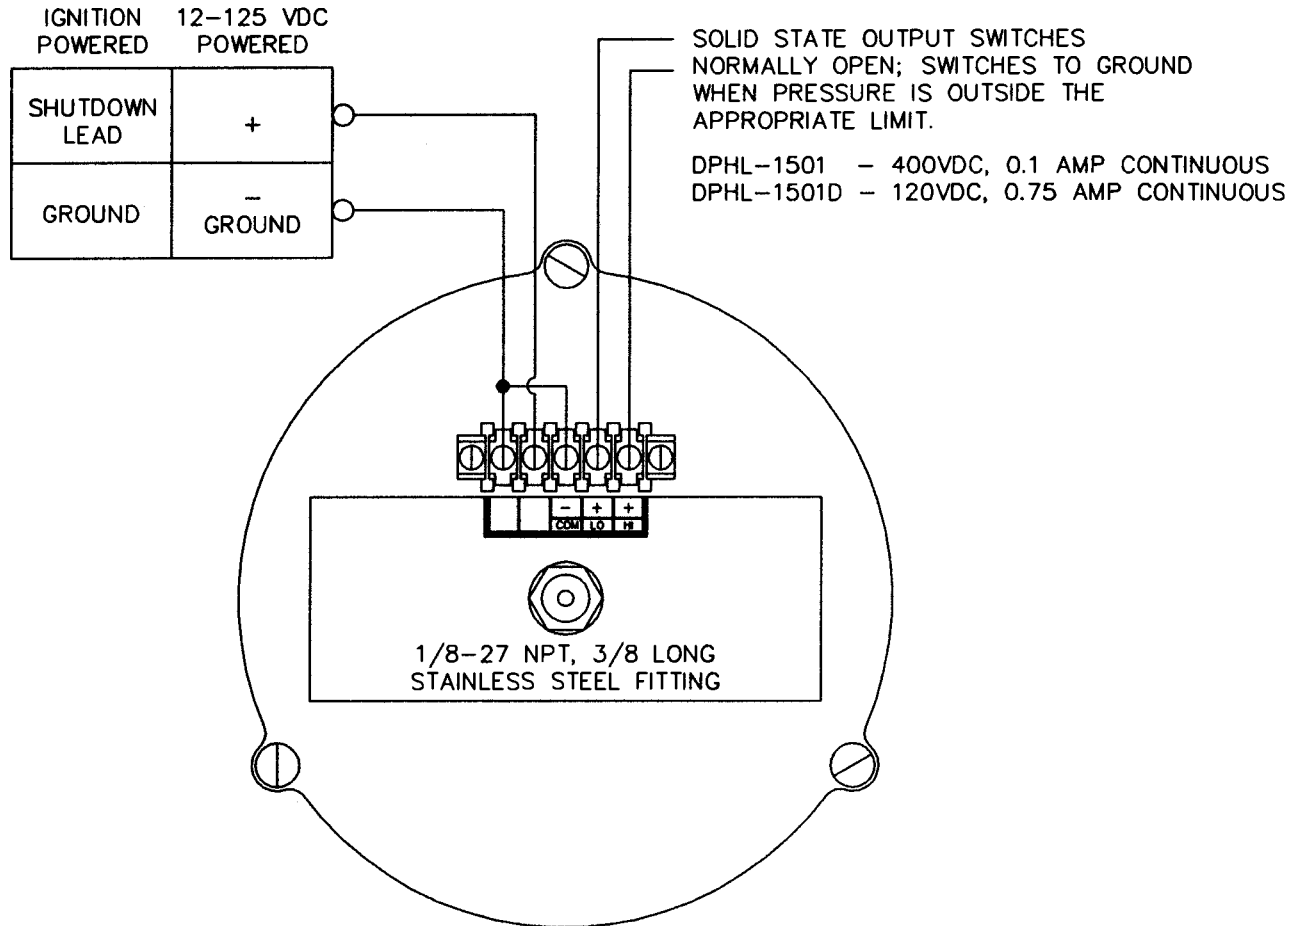 IGNITION POWERED
12–125 VDC POWERED
SHUTDOWN LEAD
+
GROUND
–
GROUND
SOLID STATE OUTPUT SWITCHES
NORMALLY OPEN; SWITCHES TO GROUND
WHEN PRESSURE IS OUTSIDE THE
APPROPRIATE LIMIT.
DPHL–1501 – 400VDC, 0.1 AMP CONTINUOUS
DPHL–1501D – 120VDC, 0.75 AMP CONTINUOUS
– + +
COM LO HI
1/8–27 NPT, 3/8 LONG
STAINLESS STEEL FITTING